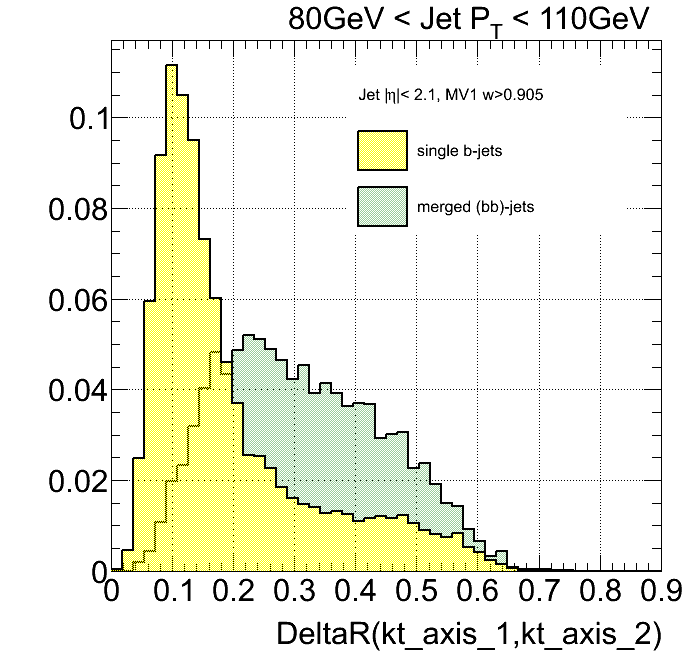 80GeV < Jet P_T < 110GeV
Jet |η|< 2.1, MV1 w>0.905
single b-jets
merged (bb)-jets
0.1
0.08
0.06
0.04
0.02
0
0 0.1 0.2 0.3 0.4 0.5 0.6 0.7 0.8 0.9
DeltaR(kt_axis_1,kt_axis_2)